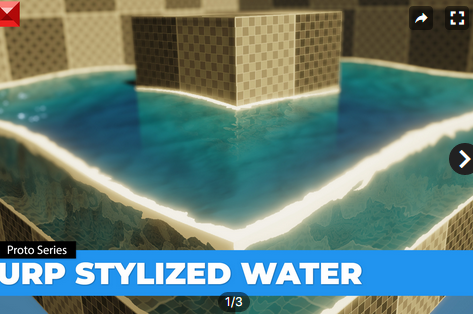 Proto Series
URP STYLIZED WATER
1/3